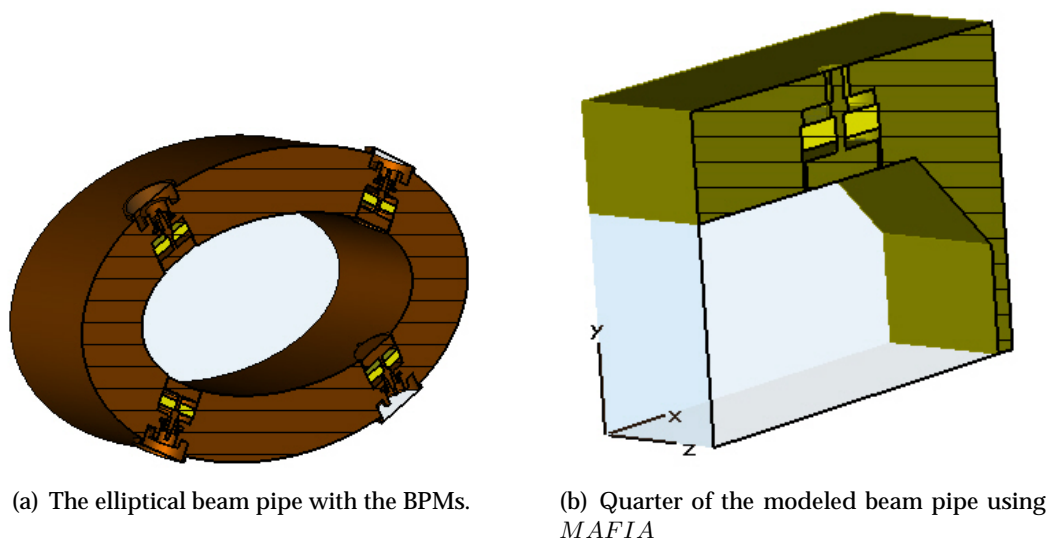 y
x
z
(a) The elliptical beam pipe with the BPMs.
(b) Quarter of the modeled beam pipe using
MAFIA